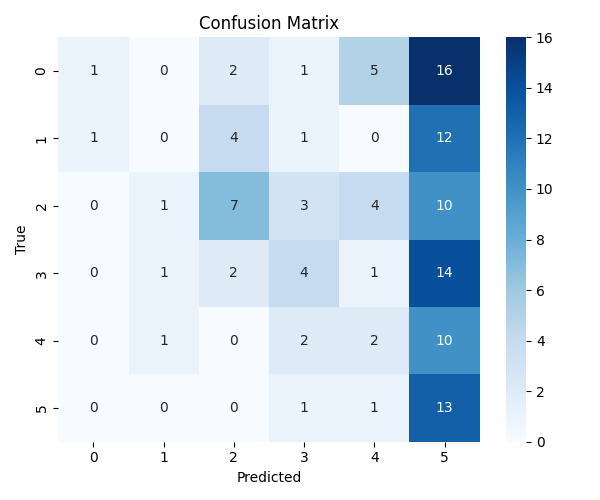 Confusion Matrix
True
0 1 0 2 1 5 16
1 1 0 4 1 0 12
2 0 1 7 3 4 10
3 0 1 2 4 1 14
4 0 1 0 2 2 10
5 0 0 0 1 1 13
0 1 2 3 4 5
Predicted
16
14
12
10
8
6
4
2
0